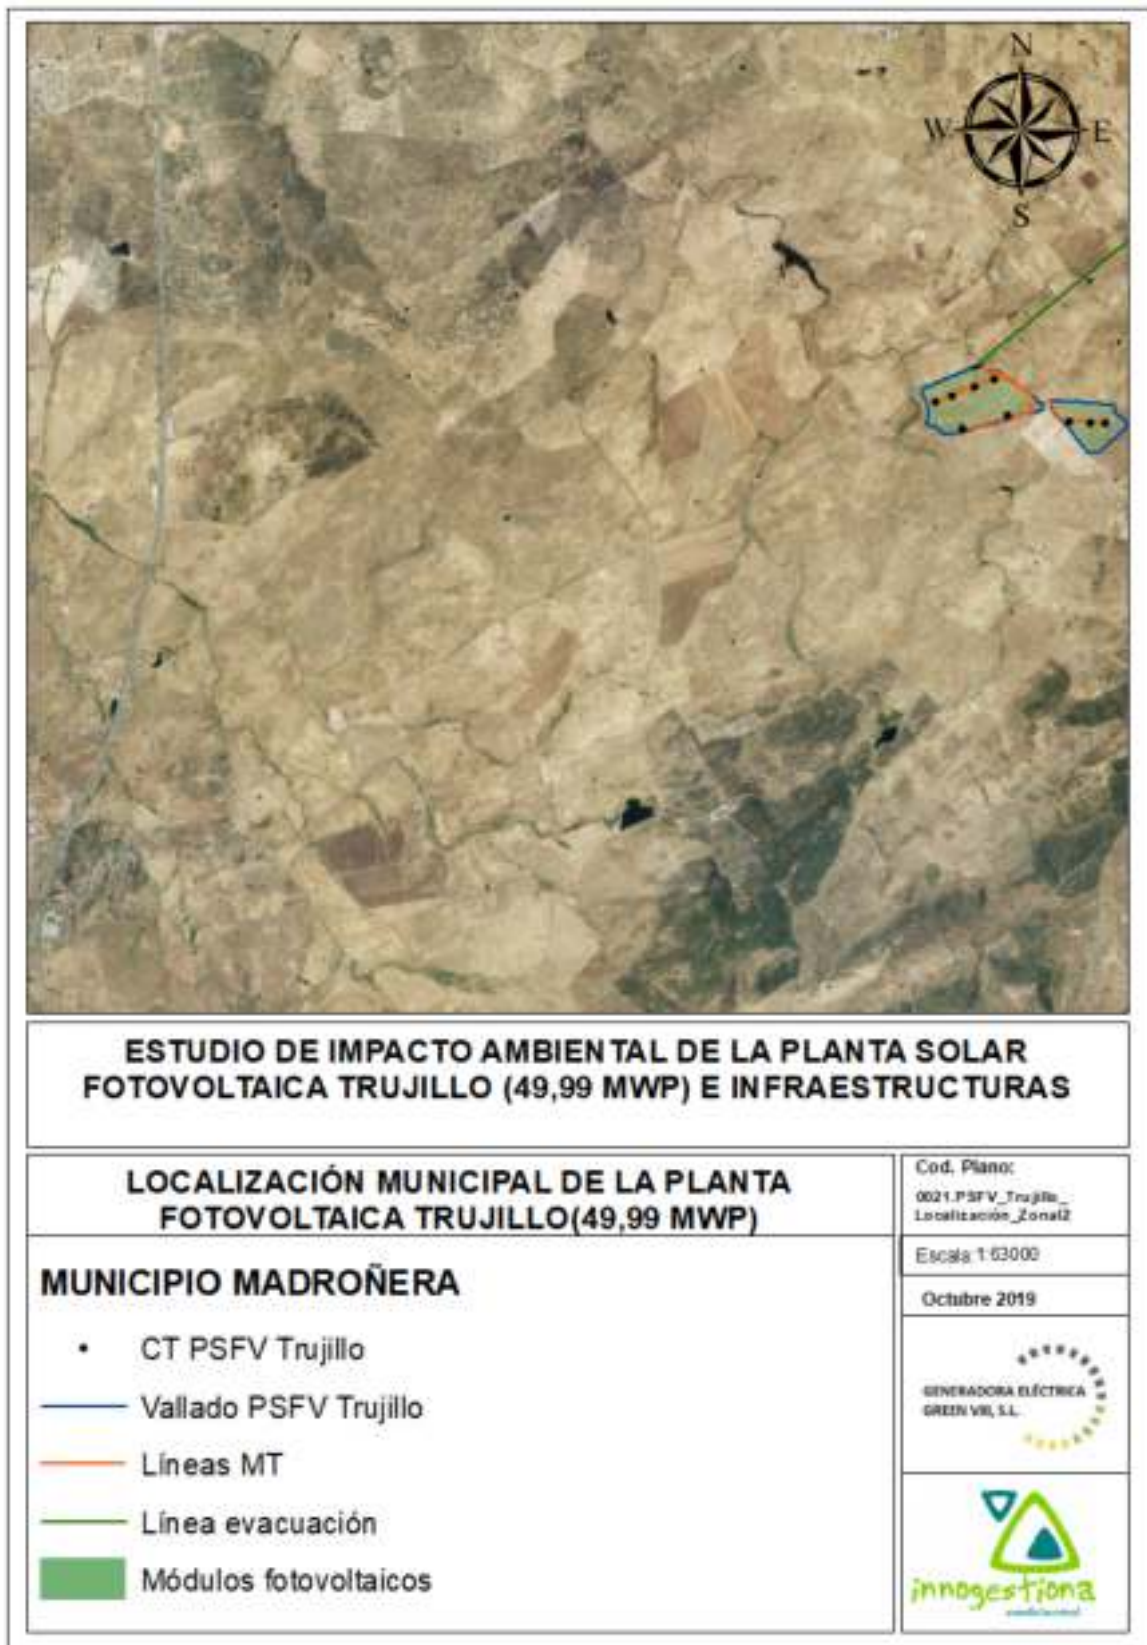 N
W E
S
ESTUDIO DE IMPACTO AMBIENTAL DE LA PLANTA SOLAR
FOTOVOLTAICA TRUJILLO (49,99 MWP) E INFRAESTRUCTURAS
LOCALIZACIÓN MUNICIPAL DE LA PLANTA
FOTOVOLTAICA TRUJILLO(49,99 MWP)
Cod. Plano:
0021.PSFV_Trujillo_
Localización_Zonal2
Escala:1:63000
Octubre 2019
MUNICIPIO MADROÑERA
CT PSFV Trujillo
Vallado PSFV Trujillo
Líneas MT
Línea evacuación
Módulos fotovoltaicos
GENERADORA ELÉCTRICA
GREEN VIII, S.L.
innogestiona